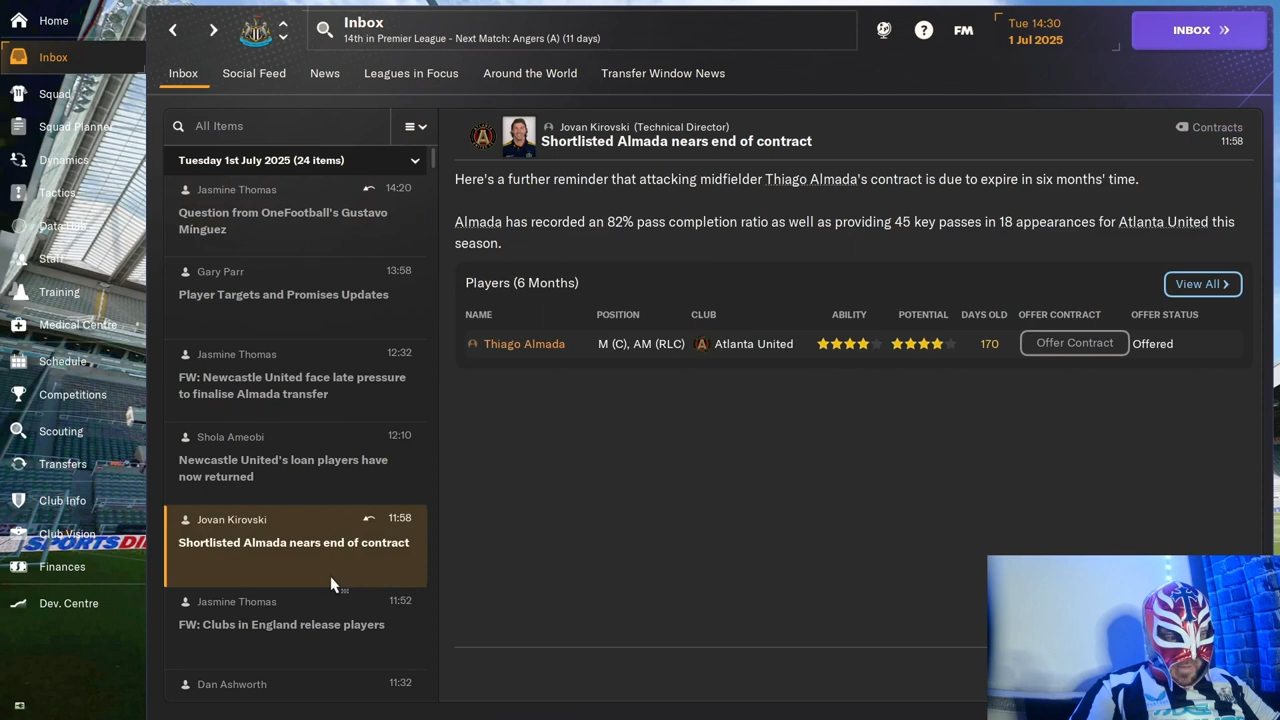 Home
Inbox
Squad
Squad Planner
Dynamics
Tactics
Data Hub
Staff
Training
Medical Centre
Schedule
Competitions
Scouting
Transfers
Club Info
Club Vision
Finances
Dev. Centre
SPORTS DI
Inbox
14th in Premier League - Next Match: Angers (A) (11 days)
FM
Tue 14:30
1 Jul 2025
INBOX
Inbox
Social Feed
News
Leagues in Focus
Around the World
Transfer Window News
All Items
Tuesday 1st July 2025 (24 items)
Jasmine Thomas 14:20
Question from OneFootball's Gustavo
Mínguez
Gary Parr 13:58
Player Targets and Promises Updates
Jasmine Thomas 12:32
FW: Newcastle United face late pressure
to finalise Almada transfer
Shola Ameobi 12:10
Newcastle United's loan players have
now returned
Jovan Kirovski 11:58
Shortlisted Almada nears end of contract
Jasmine Thomas 11:52
FW: Clubs in England release players
Dan Ashworth 11:32
Jovan Kirovski (Technical Director)
Shortlisted Almada nears end of contract
Contracts
11:58
Here's a further reminder that attacking midfielder Thiago Almada's contract is due to expire in six months' time.
Almada has recorded an 82% pass completion ratio as well as providing 45 key passes in 18 appearances for Atlanta United this
season.
Players (6 Months)
View All
NAME POSITION CLUB ABILITY POTENTIAL DAYS OLD OFFER CONTRACT OFFER STATUS
Thiago Almada M (C), AM (RLC) Atlanta United 170 Offer Contract Offered